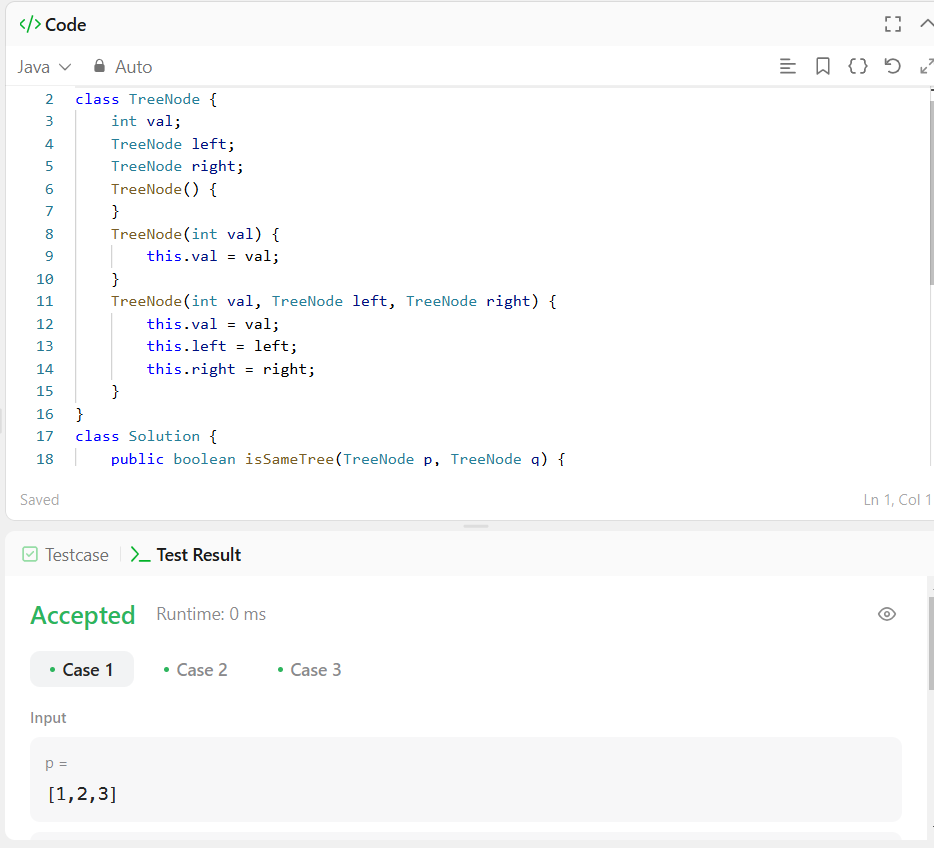 </> Code
Java Auto
2 class TreeNode {
3 int val;
4 TreeNode left;
5 TreeNode right;
6 TreeNode() {
7 }
8 TreeNode(int val) {
9 this.val = val;
10 }
11 TreeNode(int val, TreeNode left, TreeNode right) {
12 this.val = val;
13 this.left = left;
14 this.right = right;
15 }
16 }
17 class Solution {
18 public boolean isSameTree(TreeNode p, TreeNode q) {
Saved Ln 1, Col 1
Testcase >_ Test Result
Accepted Runtime: 0 ms
• Case 1 • Case 2 • Case 3
Input
p =
[1,2,3]